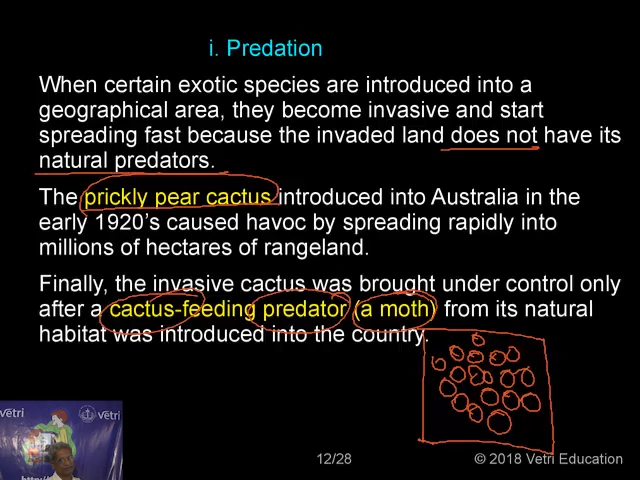 i. Predation
When certain exotic species are introduced into a
geographical area, they become invasive and start
spreading fast because the invaded land does not have its
natural predators.
The prickly pear cactus introduced into Australia in the
early 1920's caused havoc by spreading rapidly into
millions of hectares of rangeland.
Finally, the invasive cactus was brought under control only
after a cactus-feeding predator (a moth) from its natural
habitat was introduced into the country.
vëtri
Vëtri
12/28
© 2018 Vetri Education